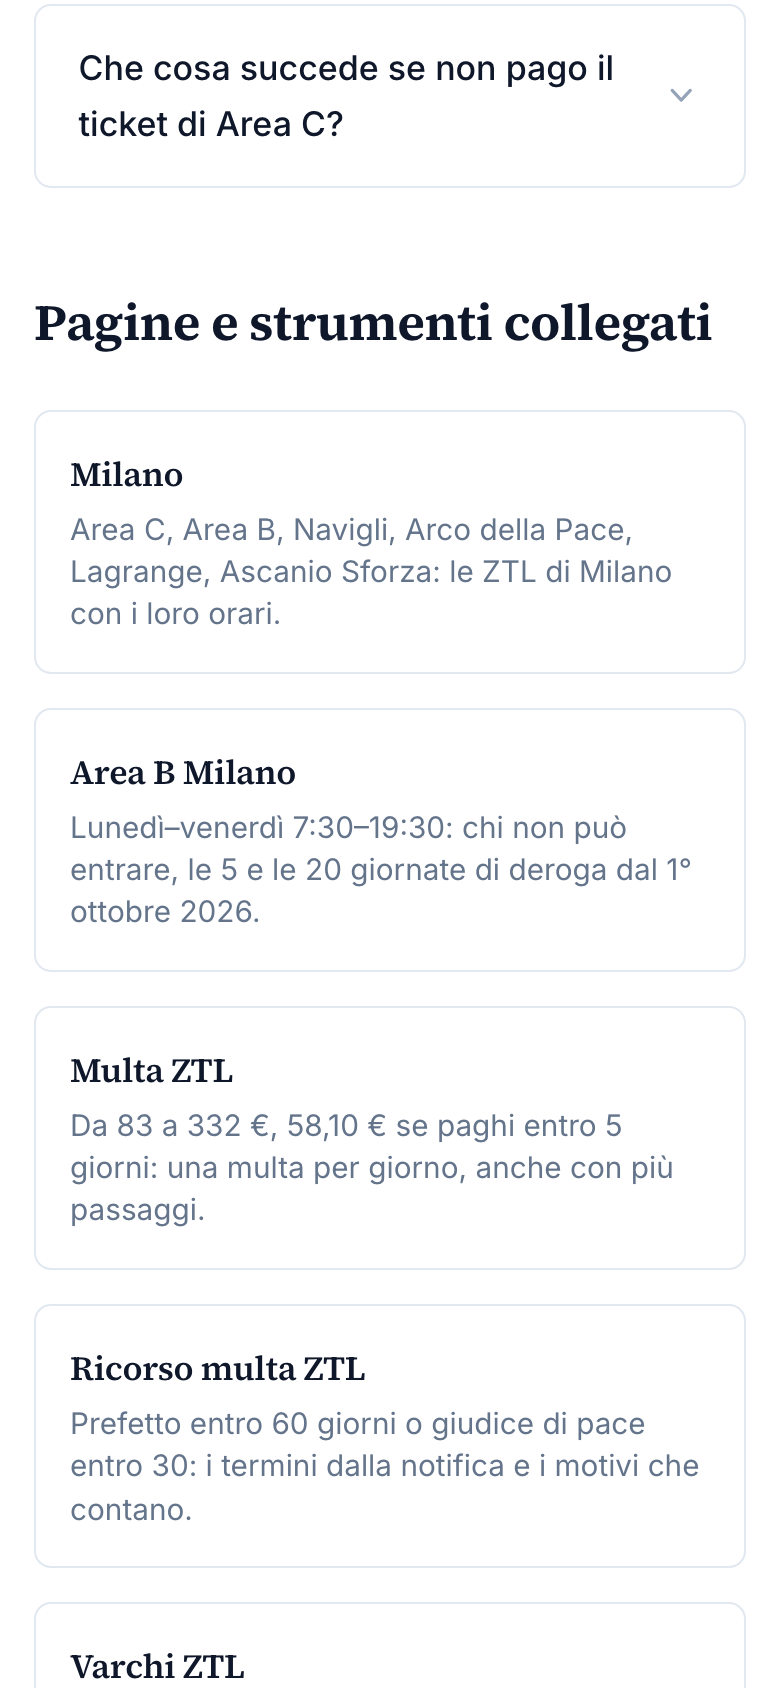 Che cosa succede se non pago il
ticket di Area C?
Pagine e strumenti collegati
Milano
Area C, Area B, Navigli, Arco della Pace,
Lagrange, Ascanio Sforza: le ZTL di Milano
con i loro orari.
Area B Milano
Lunedì–venerdì 7:30–19:30: chi non può
entrare, le 5 e le 20 giornate di deroga dal 1°
ottobre 2026.
Multa ZTL
Da 83 a 332 €, 58,10 € se paghi entro 5
giorni: una multa per giorno, anche con più
passaggi.
Ricorso multa ZTL
Prefetto entro 60 giorni o giudice di pace
entro 30: i termini dalla notifica e i motivi che
contano.
Varchi ZTL